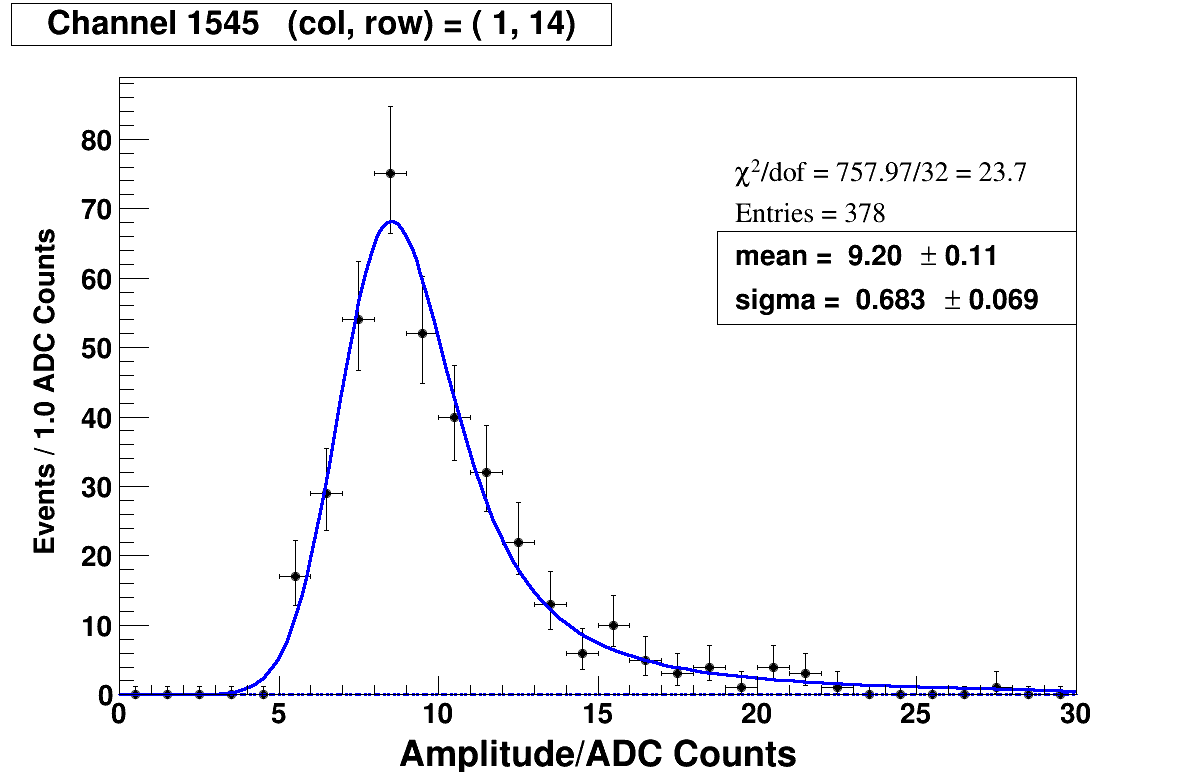 Channel 1545 (col, row) = ( 1, 14)
χ²/dof = 757.97/32 = 23.7
Entries = 378
mean = 9.20 ± 0.11
sigma = 0.683 ± 0.069
Events / 1.0 ADC Counts
80
70
60
50
40
30
20
10
0
0 5 10 15 20 25 30
Amplitude/ADC Counts